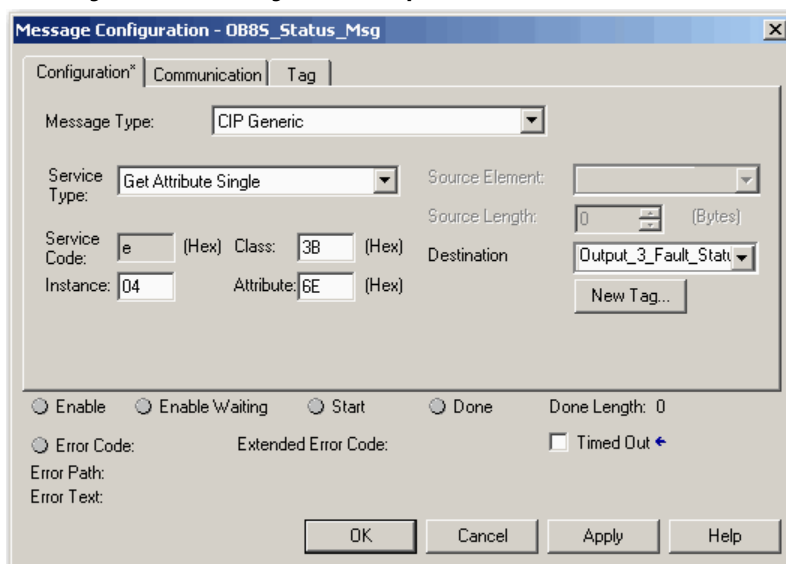 Message Configuration - OB8S_Status_Msg
Configuration* Communication Tag
Message Type: CIP Generic
Service Type: Get Attribute Single Source Element:
Source Length: 0 (Bytes)
Service Code: e (Hex) Class: 3B (Hex) Destination Output_3_Fault_Statu
Instance: 04 Attribute: 6E (Hex) New Tag...
Enable Enable Waiting Start Done Done Length: 0
Error Code: Extended Error Code: Timed Out
Error Path:
Error Text:
OK Cancel Apply Help